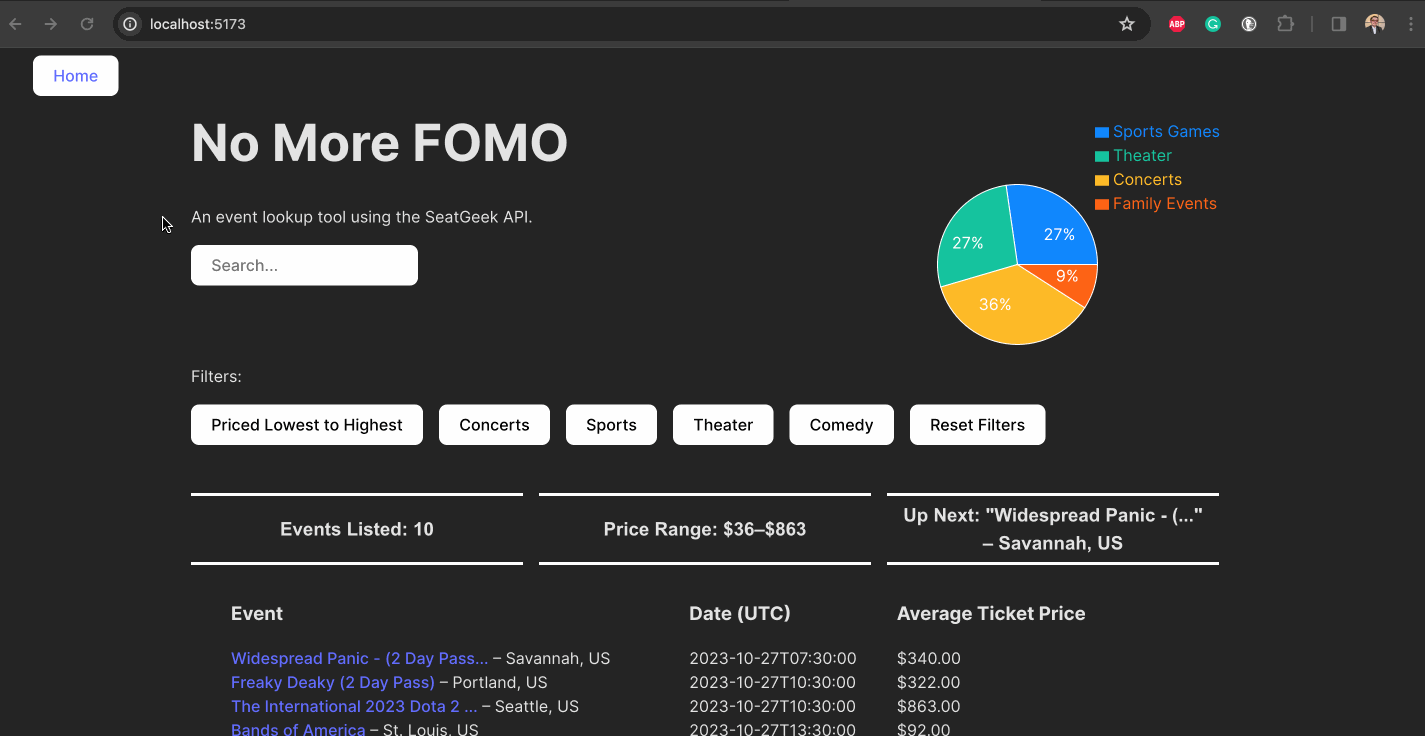 localhost:5173
ABP
Home
No More FOMO
An event lookup tool using the SeatGeek API.
Search...
Sports Games
Theater
Concerts
Family Events
27%
27%
9%
36%
Filters:
Priced Lowest to Highest
Concerts
Sports
Theater
Comedy
Reset Filters
Events Listed: 10
Price Range: $36–$863
Up Next: "Widespread Panic - (..."
– Savannah, US
Event Date (UTC) Average Ticket Price
Widespread Panic - (2 Day Pass... – Savannah, US 2023-10-27T07:30:00 $340.00
Freaky Deaky (2 Day Pass) – Portland, US 2023-10-27T10:30:00 $322.00
The International 2023 Dota 2 ... – Seattle, US 2023-10-27T10:30:00 $863.00
Bands of America – St. Louis, US 2023-10-27T13:30:00 $92.00